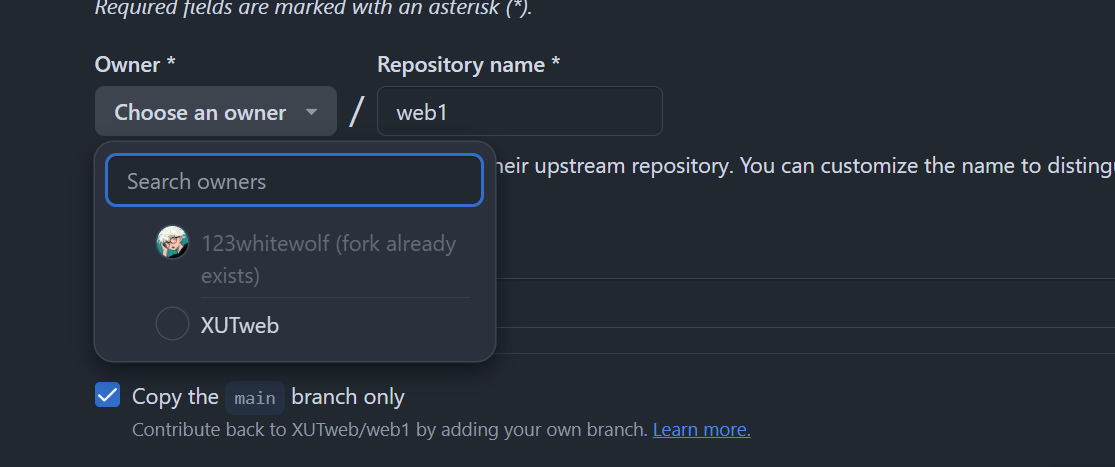 Required fields are marked with an asterisk (*).
Owner *
Repository name *
Choose an owner
/
web1
heir upstream repository. You can customize the name to disting
Search owners
123whitewolf (fork already
exists)
XUTweb
Copy the main branch only
Contribute back to XUTweb/web1 by adding your own branch. Learn more.